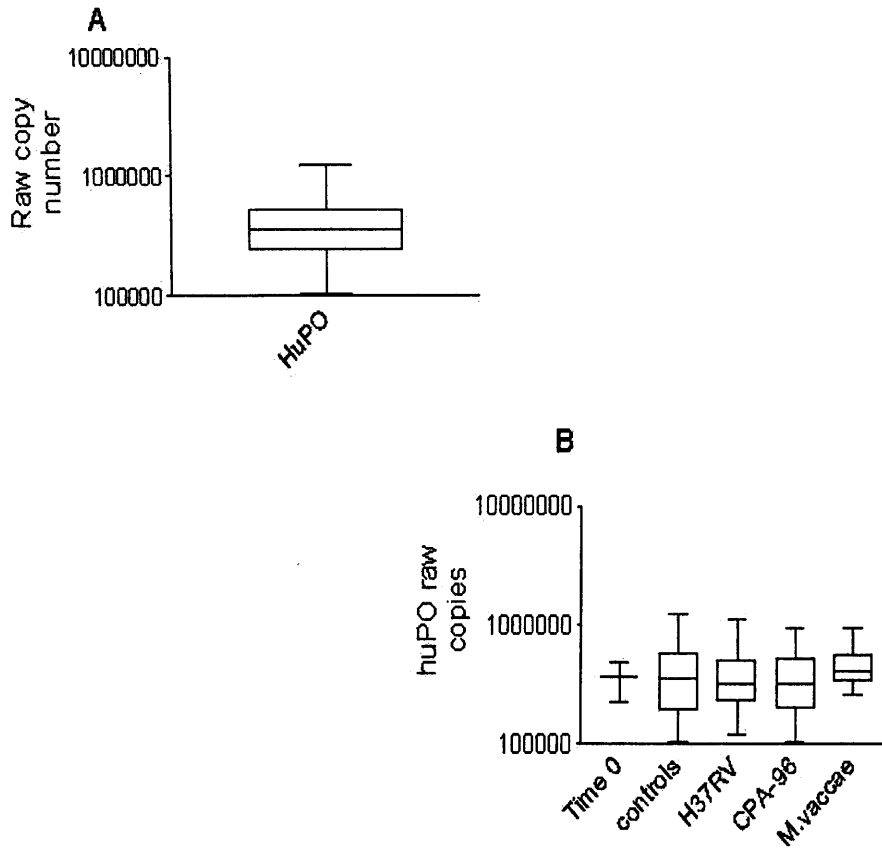 A
10000000
1000000
100000
Raw copy
number
HuPO
B
10000000
1000000
100000
huPO raw
copies
Time 0
controls
H37RV
CPA-96
M.vaccae